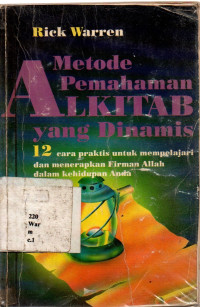 Rick Warren
Metode
Pemahaman
ALKITAB
yang Dinamis
12 cara praktis untuk mempelajari
dan menerapkan Firman Allah
dalam kehidupan Anda
220
War
m
c.1